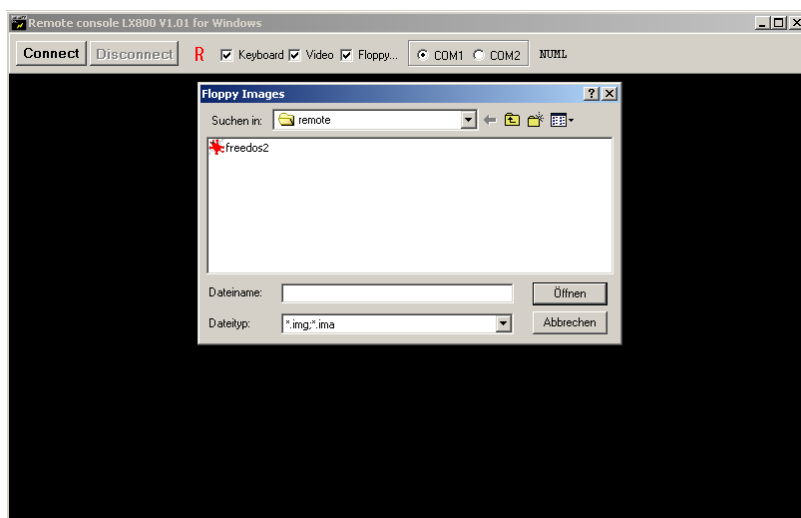 Remote console LX800 V1.01 for Windows
Connect Disconnect R Keyboard Video Floppy... COM1 COM2 NUML
Floppy Images
Suchen in: remote
freedos2
Dateiname: Öffnen
Dateityp: *.img;*.ima Abbrechen